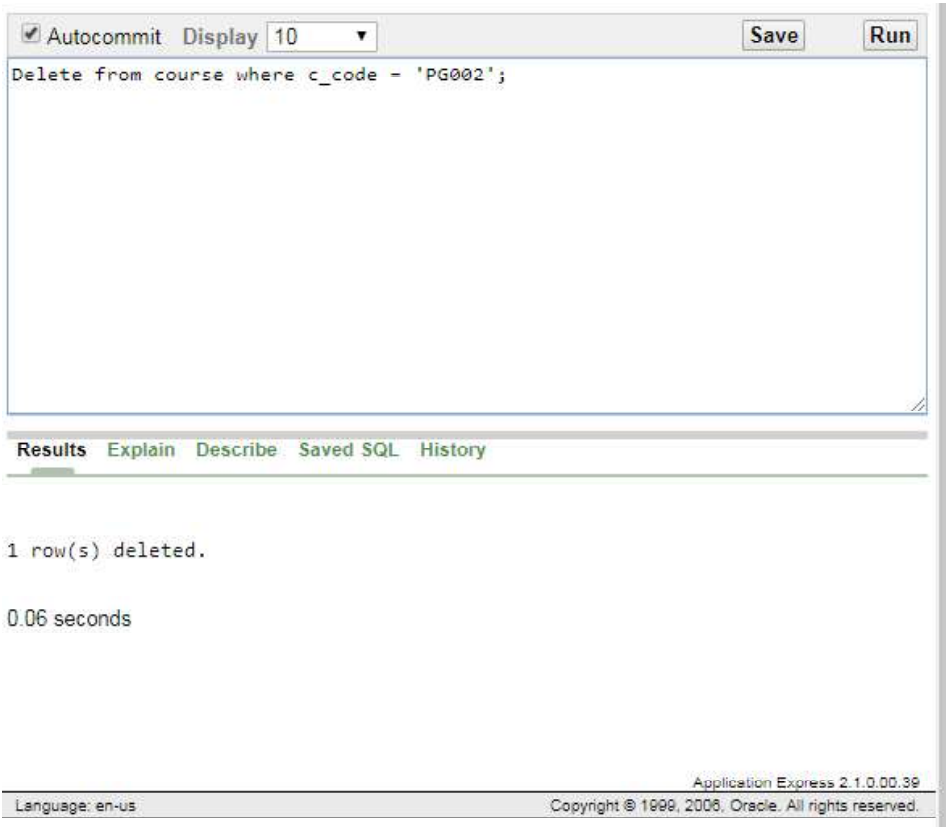 Autocommit Display 10 Save Run
Delete from course where c_code = 'PG002';
Results Explain Describe Saved SQL History
1 row(s) deleted.
0.06 seconds
Application Express 2.1.0.00.39
Language: en-us Copyright © 1999, 2006, Oracle. All rights reserved.